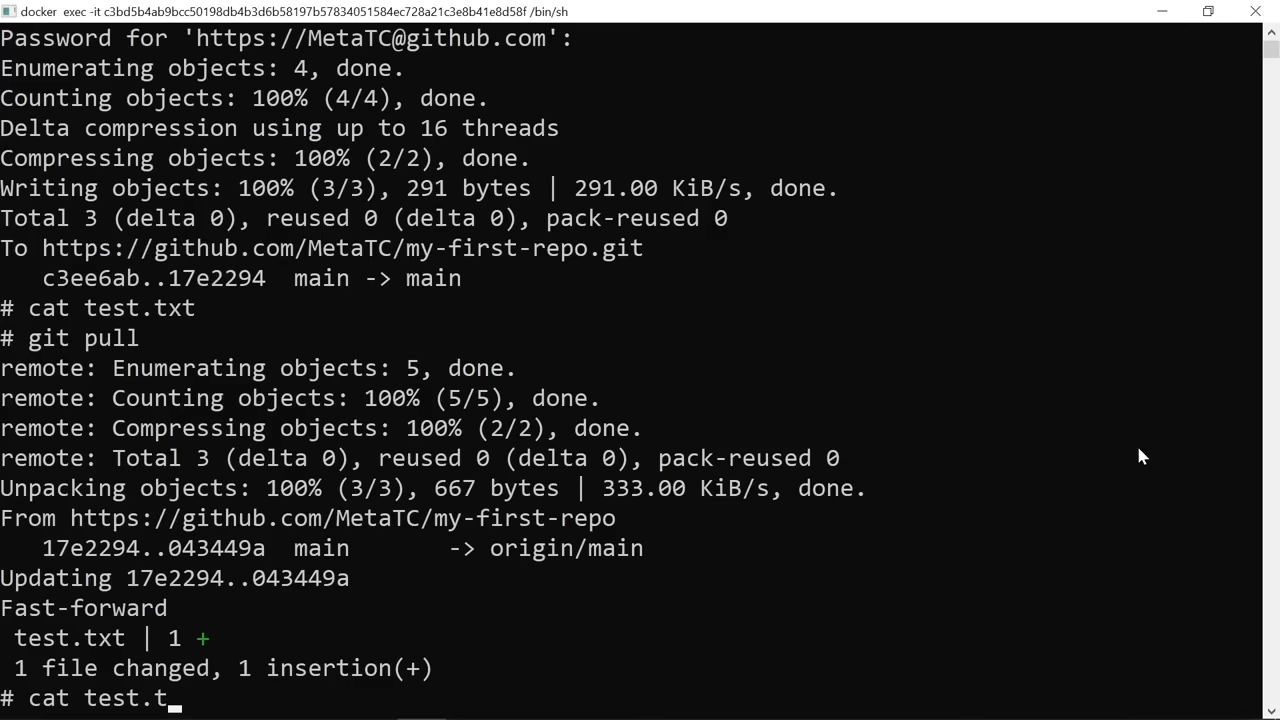 docker exec -it c3bd5b4ab9bcc50198db4b3d6b58197b57834051584ec728a21c3e8b41e8d58f /bin/sh
Password for 'https://MetaTC@github.com':
Enumerating objects: 4, done.
Counting objects: 100% (4/4), done.
Delta compression using up to 16 threads
Compressing objects: 100% (2/2), done.
Writing objects: 100% (3/3), 291 bytes | 291.00 KiB/s, done.
Total 3 (delta 0), reused 0 (delta 0), pack-reused 0
To https://github.com/MetaTC/my-first-repo.git
   c3ee6ab..17e2294  main -> main
# cat test.txt
# git pull
remote: Enumerating objects: 5, done.
remote: Counting objects: 100% (5/5), done.
remote: Compressing objects: 100% (2/2), done.
remote: Total 3 (delta 0), reused 0 (delta 0), pack-reused 0
Unpacking objects: 100% (3/3), 667 bytes | 333.00 KiB/s, done.
From https://github.com/MetaTC/my-first-repo
   17e2294..043449a  main       -> origin/main
Updating 17e2294..043449a
Fast-forward
 test.txt | 1 +
 1 file changed, 1 insertion(+)
# cat test.t